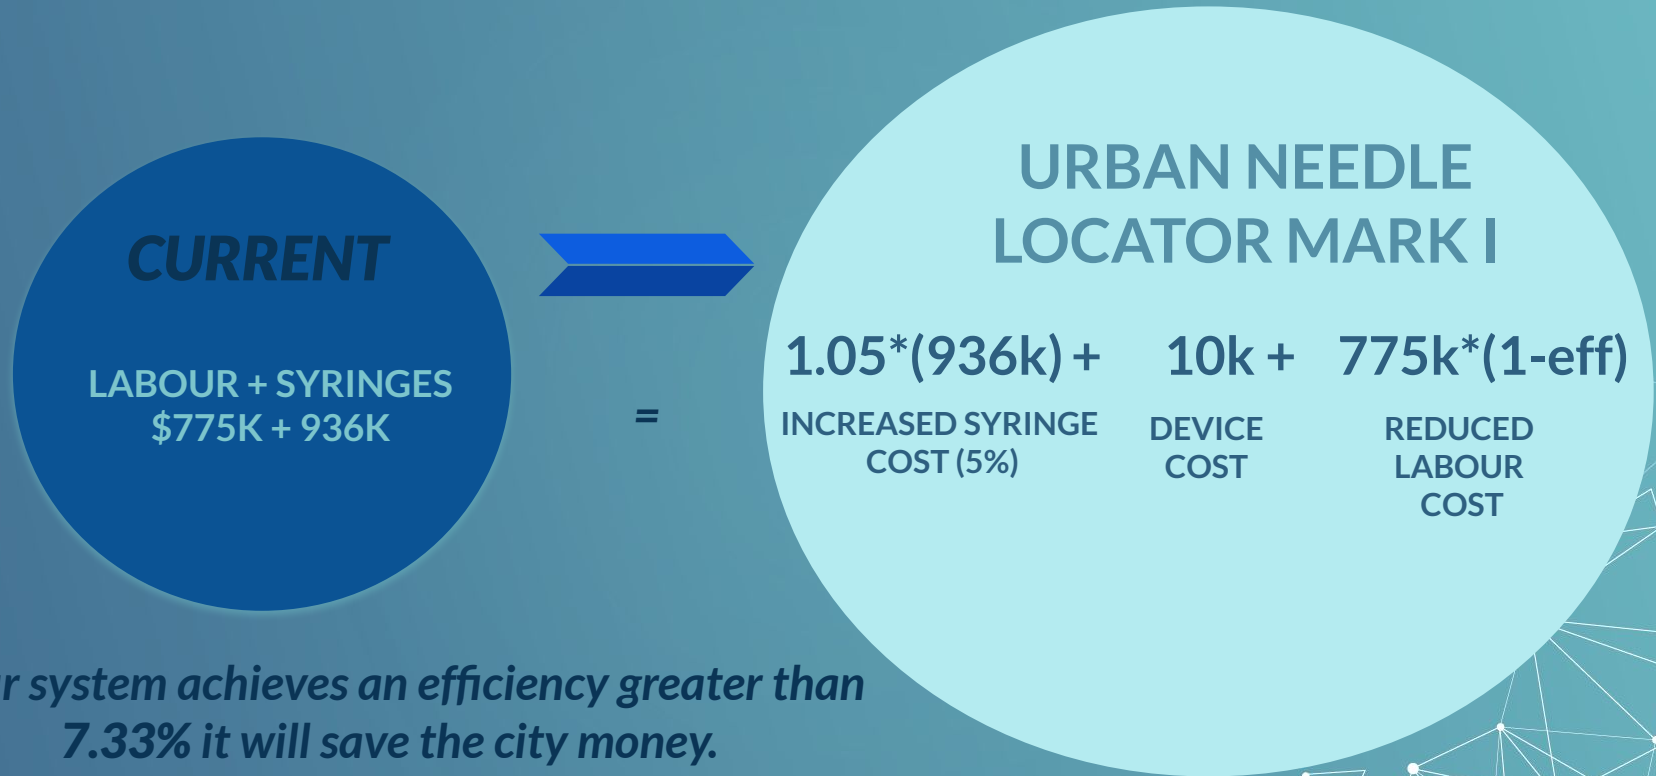 CURRENT
LABOUR + SYRINGES
$775K + 936K
=
URBAN NEEDLE
LOCATOR MARK I
1.05*(936k) + 10k + 775k*(1-eff)
INCREASED SYRINGE
COST (5%)
DEVICE
COST
REDUCED
LABOUR
COST
system achieves an efficiency greater than
7.33% it will save the city money.